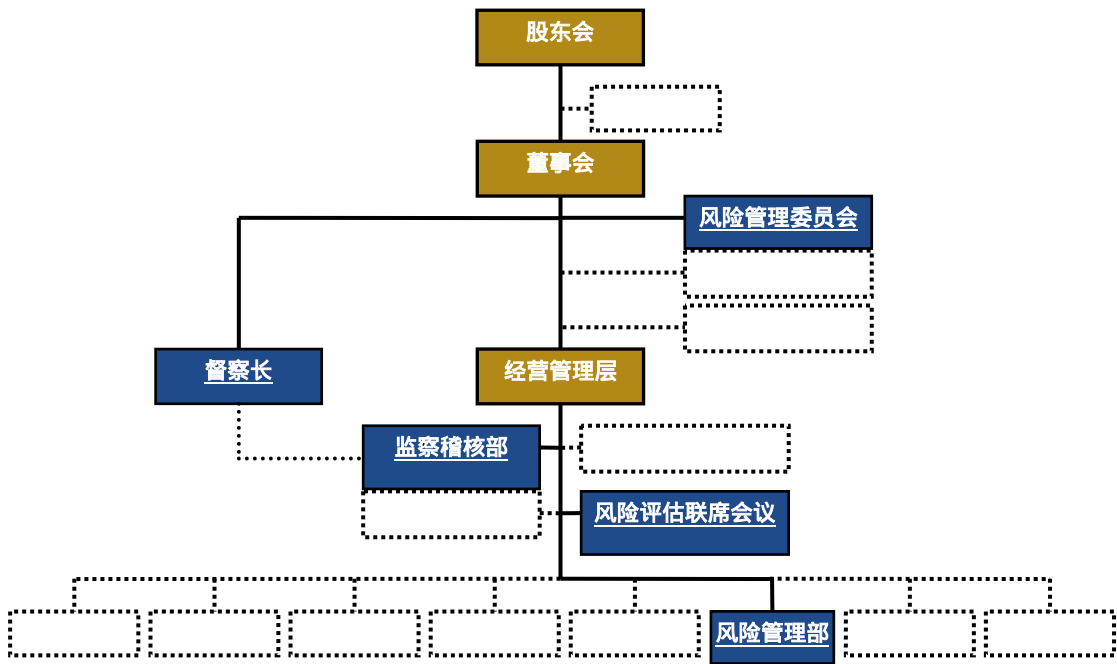 股东会
董事会
风险管理委员会
督察长
经营管理层
监察稽核部
风险评估联席会议
风险管理部